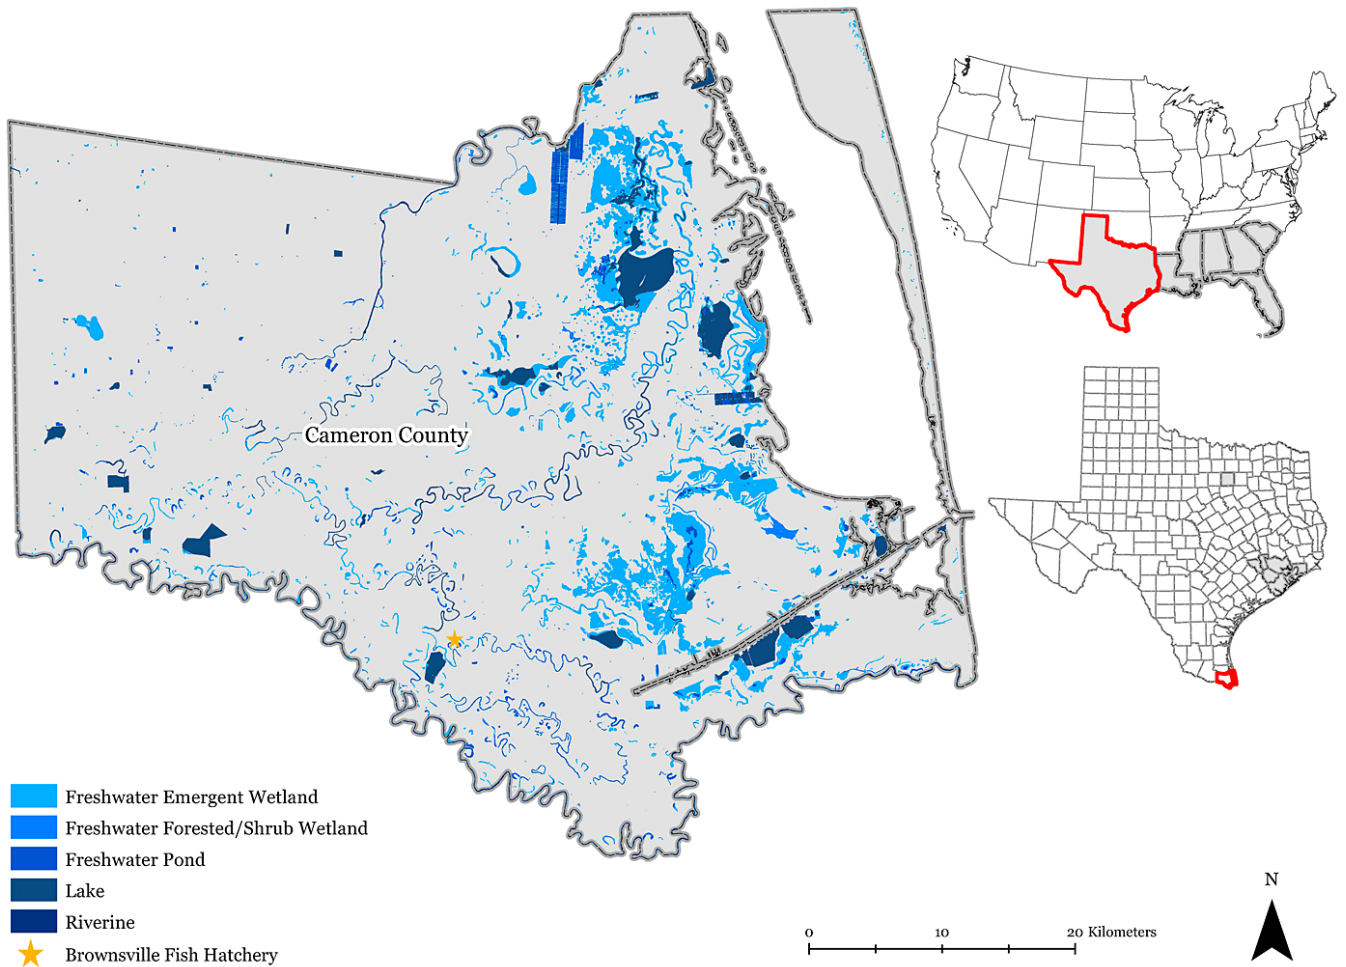 Cameron County
Freshwater Emergent Wetland
Freshwater Forested/Shrub Wetland
Freshwater Pond
Lake
Riverine
Brownsville Fish Hatchery
0 10 20 Kilometers
N